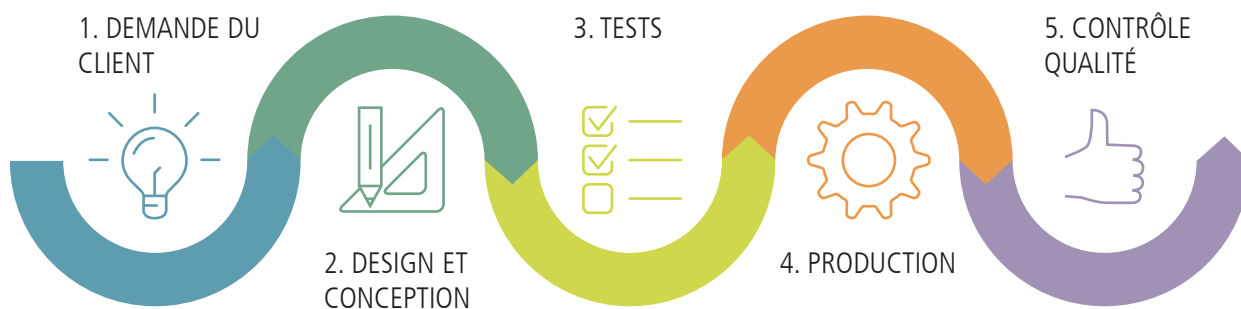 1. DEMANDE DU
CLIENT
2. DESIGN ET
CONCEPTION
3. TESTS
4. PRODUCTION
5. CONTRÔLE
QUALITÉ